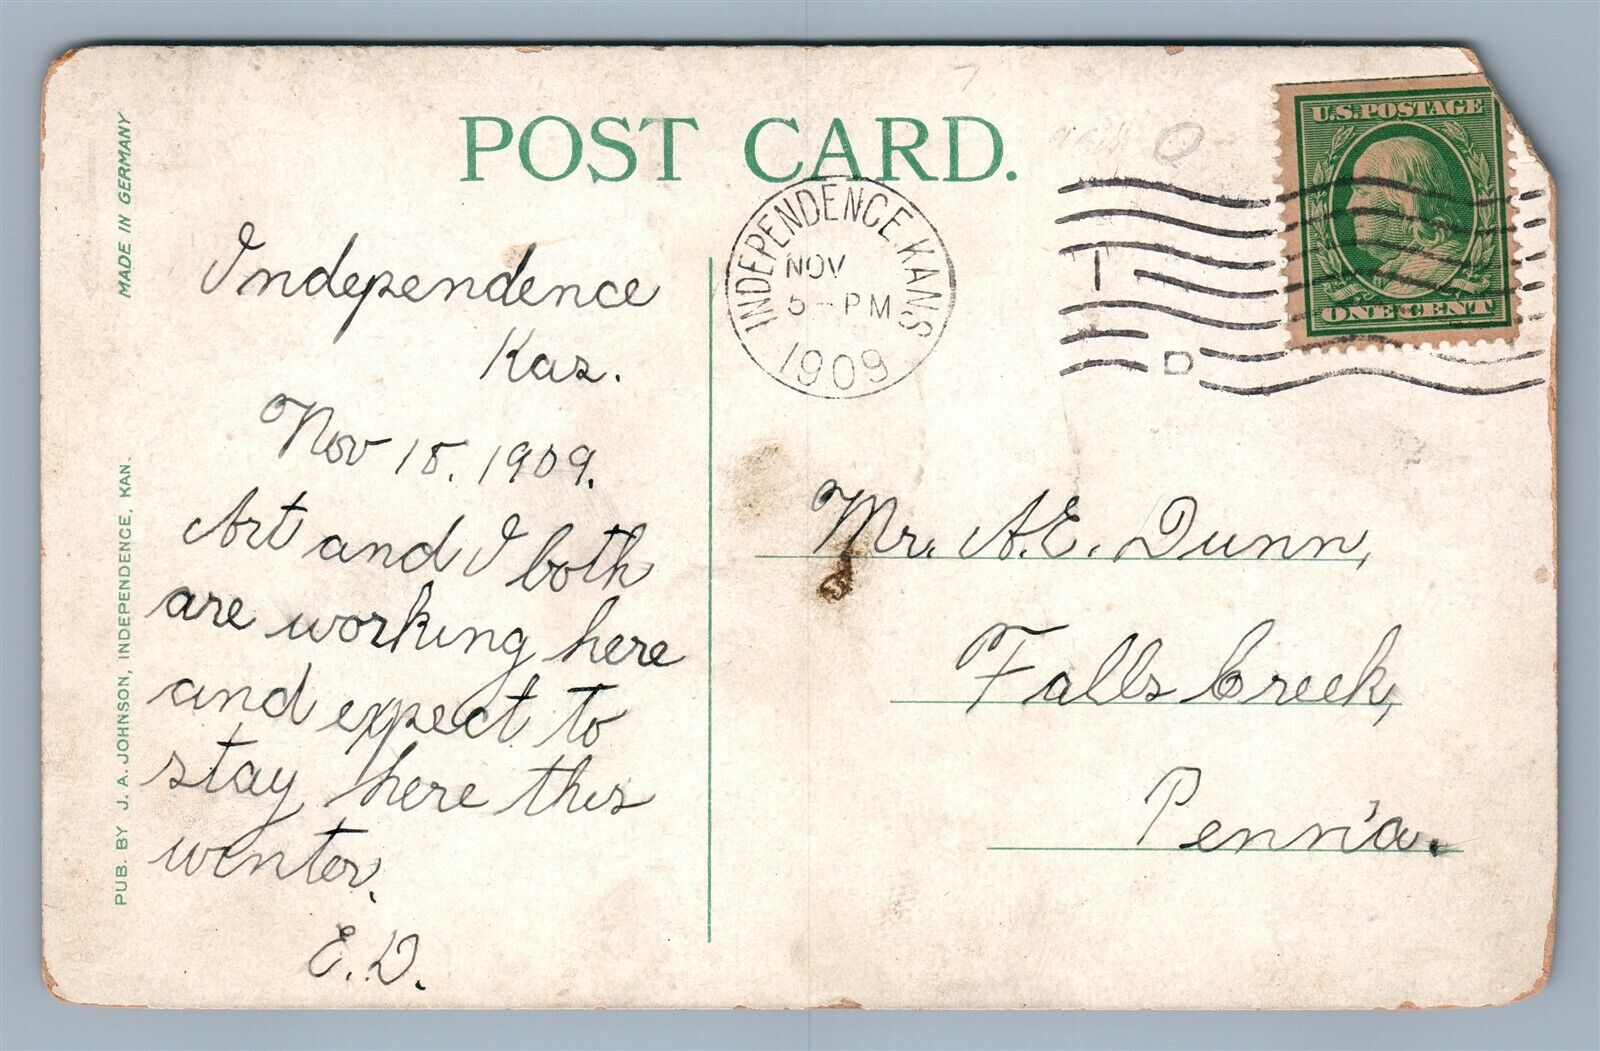 POST CARD.
MADE IN GERMANY
PUB. BY J. A. JOHNSON, INDEPENDENCE, KAN.
Independence
Kas.
Nov 18. 1909.
Art and I both
are working here
and expect to
stay here this
winter.
E.D.
INDEPENDENCE, KANS
NOV
5-PM
1909
D
U.S. POSTAGE
ONE CENT
Mr. A.E. Dunn,
Falls Creek,
Penn'a.